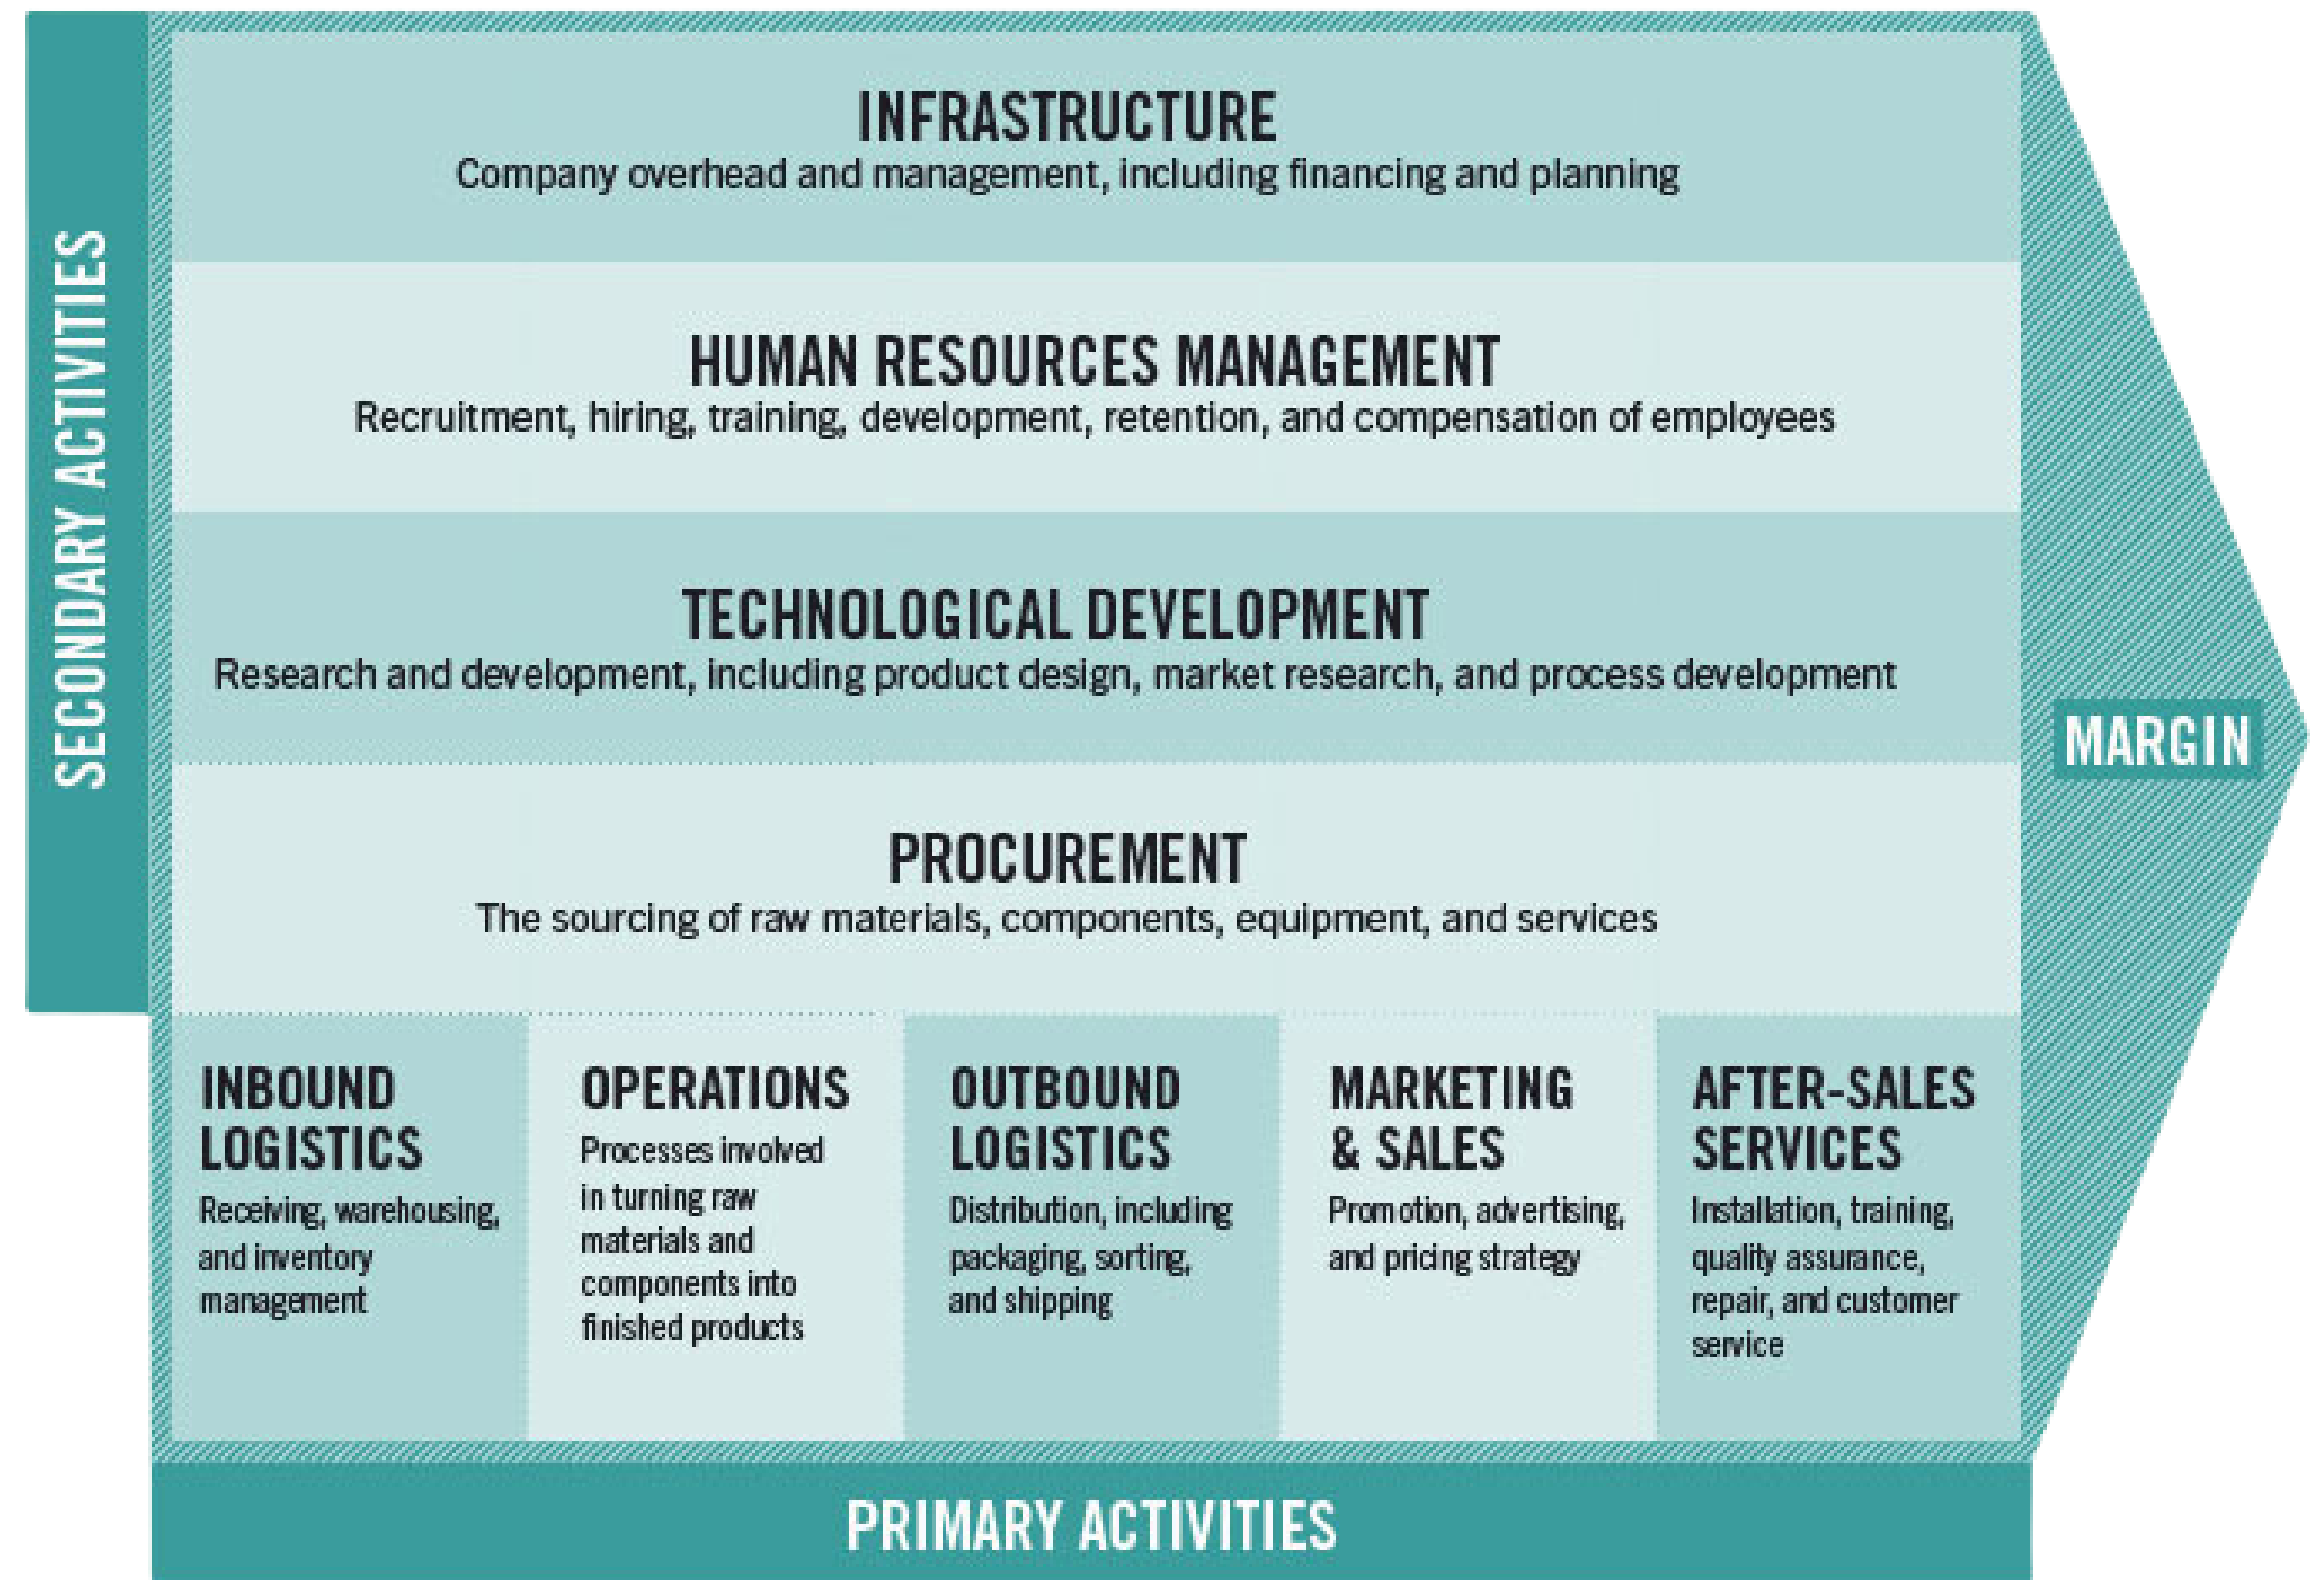 SECONDARY ACTIVITIES
INFRASTRUCTURE
Company overhead and management, including financing and planning
HUMAN RESOURCES MANAGEMENT
Recruitment, hiring, training, development, retention, and compensation of employees
TECHNOLOGICAL DEVELOPMENT
Research and development, including product design, market research, and process development
PROCUREMENT
The sourcing of raw materials, components, equipment, and services
INBOUND
LOGISTICS
Receiving, warehousing,
and inventory
management
OPERATIONS
Processes involved
in turning raw
materials and
components into
finished products
OUTBOUND
LOGISTICS
Distribution, including
packaging, sorting,
and shipping
MARKETING
& SALES
Promotion, advertising,
and pricing strategy
AFTER-SALES
SERVICES
Installation, training,
quality assurance,
repair, and customer
service
MARGIN
PRIMARY ACTIVITIES